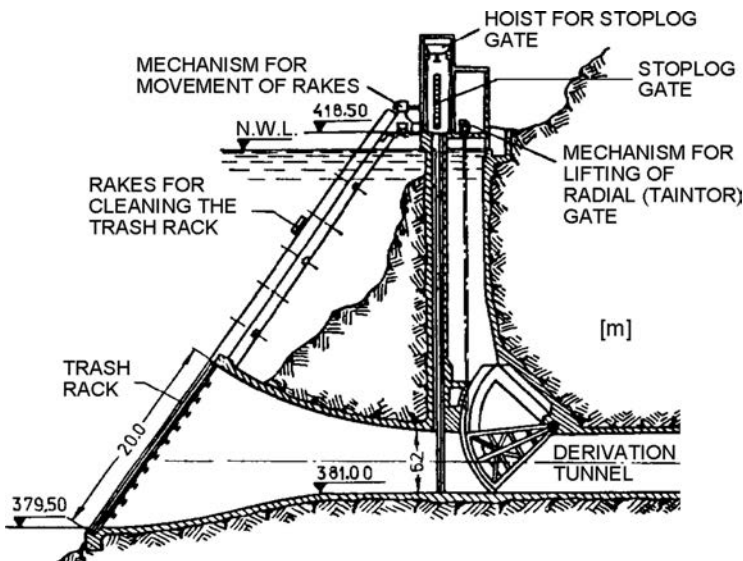 HOIST FOR STOPLOG
GATE
MECHANISM FOR
MOVEMENT OF RAKES
STOPLOG
GATE
418.50
N.W.L.
MECHANISM FOR
LIFTING OF
RADIAL (TAINTOR)
GATE
RAKES FOR
CLEANING THE
TRASH RACK
[m]
TRASH
RACK
20.0
6.2
DERIVATION
TUNNEL
381.00
379,50